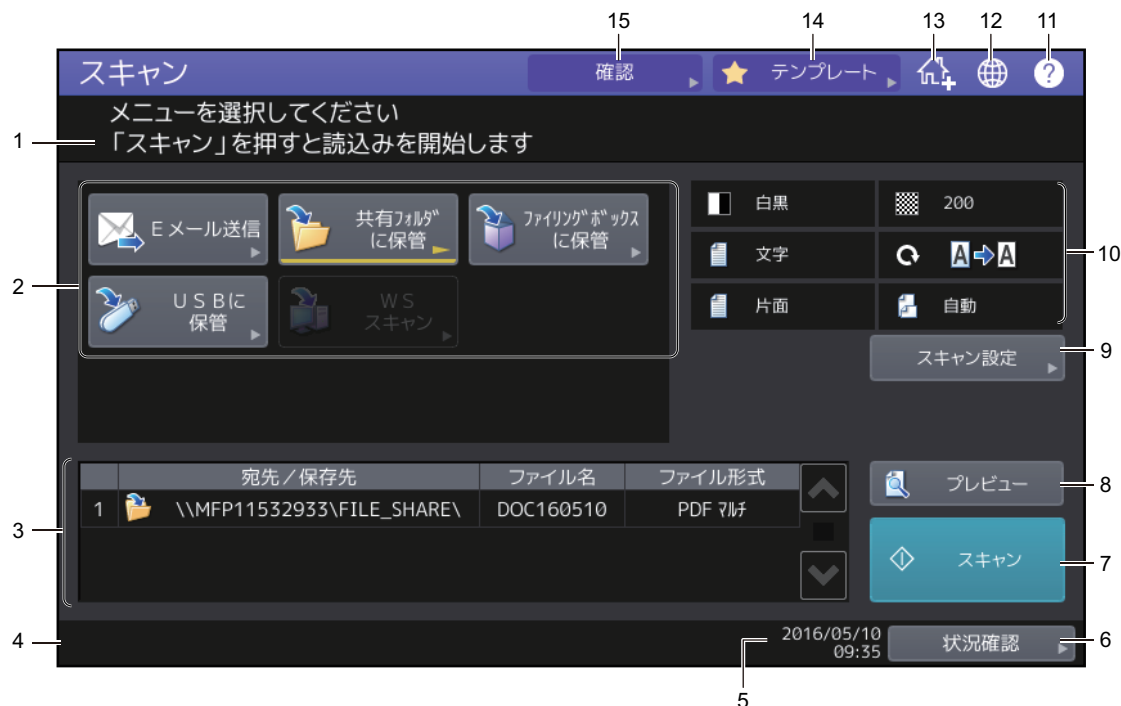 15
14
13
12
11
スキャン
確認
テンプレート
?
メニューを選択してください
1
「スキャン」を押すと読込みを開始します
2
Eメール送信
共有フォルダ
に保管
ファイリングボックス
に保管
USBに
保管
WS
スキャン
白黒
200
文字
A A
片面
自動
10
スキャン設定
9
3
宛先/保存先
ファイル名
ファイル形式
1
\\MFP11532933\FILE_SHARE\
DOC160510
PDF マルチ
プレビュー
8
スキャン
7
4
2016/05/10
09:35
状況確認
6
5